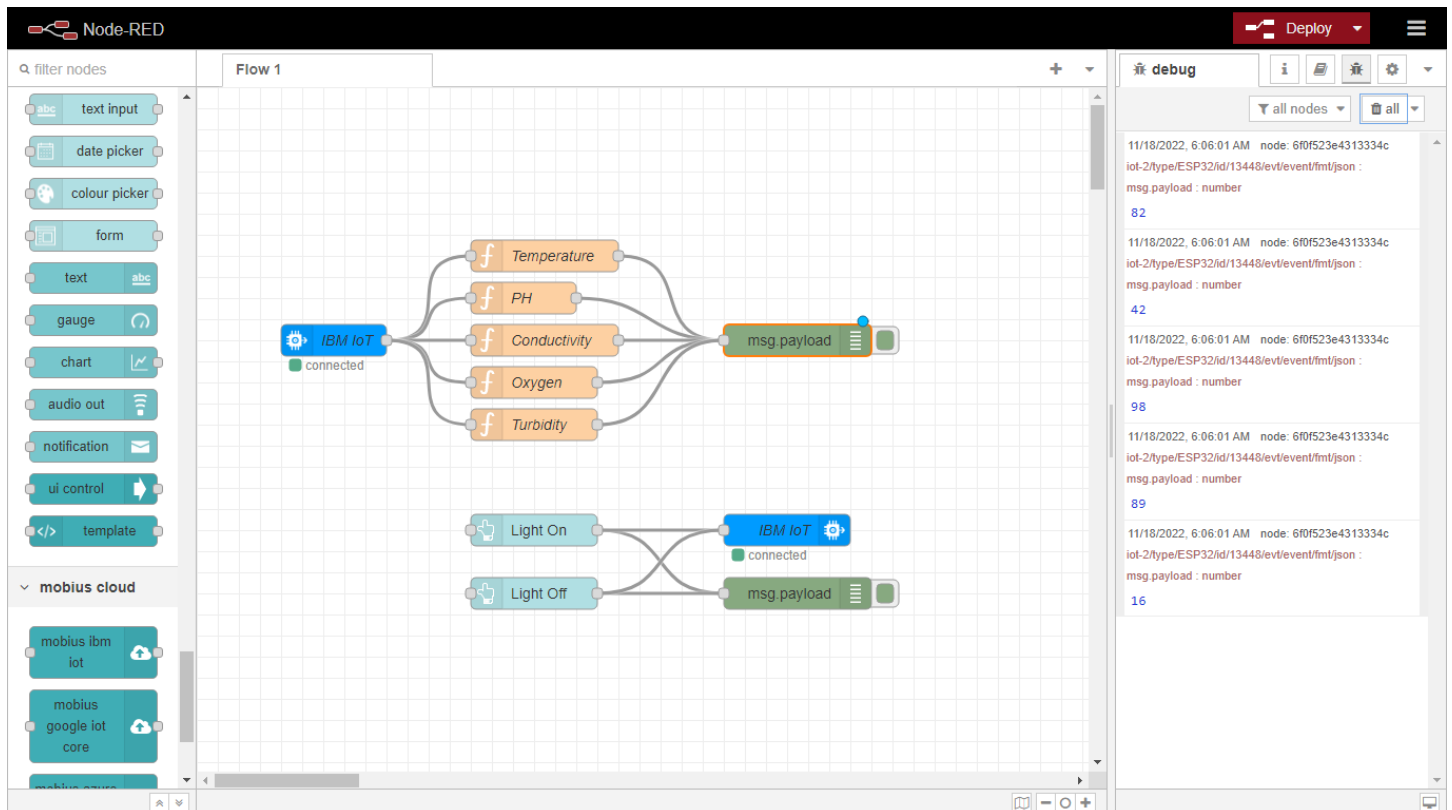 Node-RED
Deploy
filter nodes
Flow 1
debug
i
all nodes
all
abc text input
date picker
colour picker
form
text abc
gauge
chart
audio out
notification
ui control
</> template
mobius cloud
mobius ibm
iot
mobius
google iot
core
mobius azure
f Temperature
f PH
IBM IoT
connected
f Conductivity
f Oxygen
f Turbidity
msg.payload
Light On
Light Off
IBM IoT
connected
msg.payload
11/18/2022, 6:06:01 AM node: 6f0f523e4313334c
iot-2/type/ESP32/id/13448/evt/event/fmt/json :
msg.payload : number
82
11/18/2022, 6:06:01 AM node: 6f0f523e4313334c
iot-2/type/ESP32/id/13448/evt/event/fmt/json :
msg.payload : number
42
11/18/2022, 6:06:01 AM node: 6f0f523e4313334c
iot-2/type/ESP32/id/13448/evt/event/fmt/json :
msg.payload : number
98
11/18/2022, 6:06:01 AM node: 6f0f523e4313334c
iot-2/type/ESP32/id/13448/evt/event/fmt/json :
msg.payload : number
89
11/18/2022, 6:06:01 AM node: 6f0f523e4313334c
iot-2/type/ESP32/id/13448/evt/event/fmt/json :
msg.payload : number
16